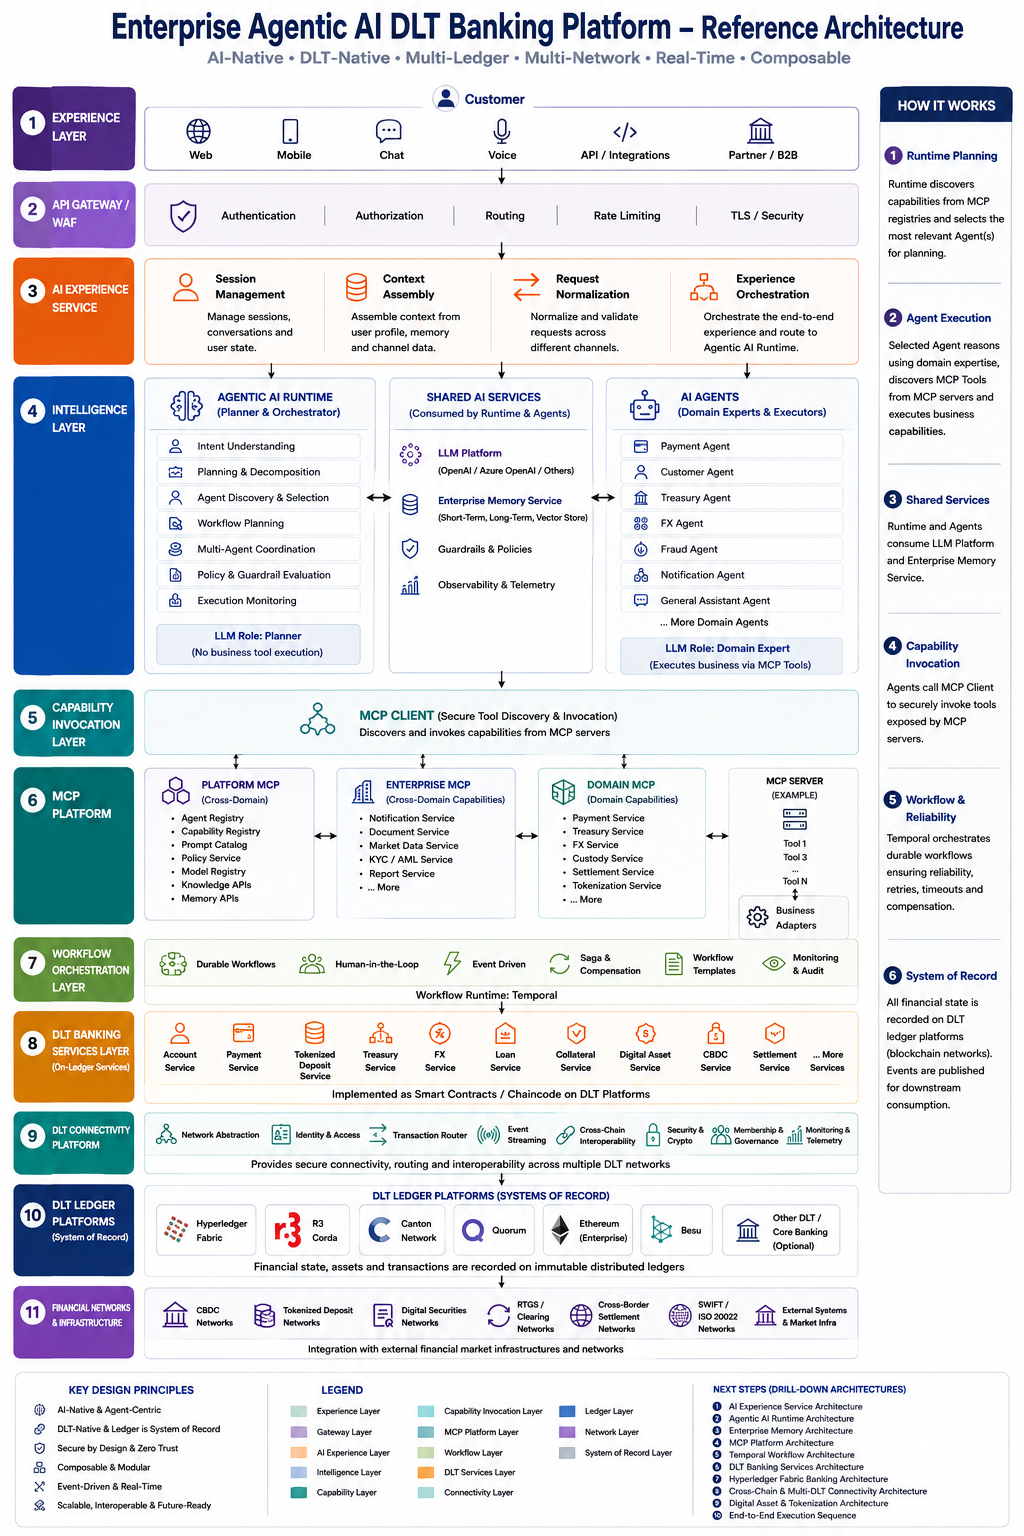 Enterprise Agentic AI DLT Banking Platform – Reference Architecture
AI-Native • DLT-Native • Multi-Ledger • Multi-Network • Real-Time • Composable
1
EXPERIENCE
LAYER
Customer
Web
Mobile
Chat
Voice
API / Integrations
Partner / B2B
2
API GATEWAY /
WAF
Authentication
Authorization
Routing
Rate Limiting
TLS / Security
3
AI EXPERIENCE
SERVICE
Session
Management
Manage sessions,
conversations and
user state.
Context
Assembly
Assemble context from
user profile, memory
and channel data.
Request
Normalization
Normalize and validate
requests across
different channels.
Experience
Orchestration
Orchestrate the end-to-end
experience and route to
Agentic AI Runtime.
4
INTELLIGENCE
LAYER
AGENTIC AI RUNTIME
(Planner & Orchestrator)
Intent Understanding
Planning & Decomposition
Agent Discovery & Selection
Workflow Planning
Multi-Agent Coordination
Policy & Guardrail Evaluation
Execution Monitoring
LLM Role: Planner
(No business tool execution)
SHARED AI SERVICES
(Consumed by Runtime & Agents)
LLM Platform
(OpenAI / Azure OpenAI / Others)
Enterprise Memory Service
(Short-Term, Long-Term, Vector Store)
Guardrails & Policies
Observability & Telemetry
AI AGENTS
(Domain Experts & Executors)
Payment Agent
Customer Agent
Treasury Agent
FX Agent
Fraud Agent
Notification Agent
General Assistant Agent
... More Domain Agents
LLM Role: Domain Expert
(Executes business via MCP Tools)
5
CAPABILITY
INVOCATION
LAYER
MCP CLIENT (Secure Tool Discovery & Invocation)
Discovers and invokes capabilities from MCP servers
6
MCP
PLATFORM
PLATFORM MCP
(Cross-Domain)
• Agent Registry
• Capability Registry
• Prompt Catalog
• Policy Service
• Model Registry
• Knowledge APIs
• Memory APIs
ENTERPRISE MCP
(Cross-Domain Capabilities)
• Notification Service
• Document Service
• Market Data Service
• KYC / AML Service
• Report Service
• ... More
DOMAIN MCP
(Domain Capabilities)
• Payment Service
• Treasury Service
• FX Service
• Custody Service
• Settlement Service
• Tokenization Service
• ... More
MCP SERVER
(EXAMPLE)
Tool 1
Tool 3
...
Tool N
Business
Adapters
7
WORKFLOW
ORCHESTRATION
LAYER
Durable Workflows
Human-in-the-Loop
Event Driven
Saga &
Compensation
Workflow
Templates
Monitoring
& Audit
Workflow Runtime: Temporal
8
DLT BANKING
SERVICES LAYER
(On-Ledger Services)
Account
Service
Payment
Service
Tokenized
Deposit
Service
Treasury
Service
FX
Service
Loan
Service
Collateral
Service
Digital Asset
Service
CBDC
Service
Settlement
Service
... More
Services
Implemented as Smart Contracts / Chaincode on DLT Platforms
9
DLT CONNECTIVITY
PLATFORM
Network Abstraction
Identity & Access
Transaction Router
Event
Streaming
Cross-Chain
Interoperability
Security &
Crypto
Membership &
Governance
Monitoring &
Telemetry
Provides secure connectivity, routing and interoperability across multiple DLT networks
10
DLT LEDGER
PLATFORMS
(System of Record)
DLT LEDGER PLATFORMS (SYSTEMS OF RECORD)
Hyperledger
Fabric
r3
R3
Corda
Canton
Network
Quorum
Ethereum
(Enterprise)
Besu
Other DLT /
Core Banking
(Optional)
Financial state, assets and transactions are recorded on immutable distributed ledgers
11
FINANCIAL NETWORKS
& INFRASTRUCTURE
CBDC
Networks
Tokenized Deposit
Networks
Digital Securities
Networks
RTGS /
Clearing
Networks
Cross-Border
Settlement
Networks
SWIFT /
ISO 20022
Networks
External Systems
& Market Infra
Integration with external financial market infrastructures and networks
HOW IT WORKS
1 Runtime Planning
Runtime discovers
capabilities from MCP
registries and selects the
most relevant Agent(s)
for planning.
2 Agent Execution
Selected Agent reasons
using domain expertise,
discovers MCP Tools
from MCP servers and
executes business
capabilities.
3 Shared Services
Runtime and Agents
consume LLM Platform
and Enterprise Memory
Service.
4 Capability
Invocation
Agents call MCP Client
to securely invoke tools
exposed by MCP
servers.
5 Workflow &
Reliability
Temporal orchestrates
durable workflows
ensuring reliability,
retries, timeouts and
compensation.
6 System of Record
All financial state is
recorded on DLT
ledger platforms
(blockchain networks).
Events are published
for downstream
consumption.
KEY DESIGN PRINCIPLES
AI-Native & Agent-Centric
DLT-Native & Ledger is System of Record
Secure by Design & Zero Trust
Composable & Modular
Event-Driven & Real-Time
Scalable, Interoperable & Future-Ready
LEGEND
Experience Layer
Gateway Layer
AI Experience Layer
Intelligence Layer
Capability Layer
Capability Invocation Layer
MCP Platform Layer
Workflow Layer
DLT Services Layer
Connectivity Layer
Ledger Layer
Network Layer
System of Record Layer
NEXT STEPS (DRILL-DOWN ARCHITECTURES)
1 AI Experience Service Architecture
2 Agentic AI Runtime Architecture
3 Enterprise Memory Architecture
4 MCP Platform Architecture
5 Temporal Workflow Architecture
6 DLT Banking Services Architecture
7 Hyperledger Fabric Banking Architecture
8 Cross-Chain & Multi-DLT Connectivity Architecture
9 Digital Asset & Tokenization Architecture
10 End-to-End Execution Sequence